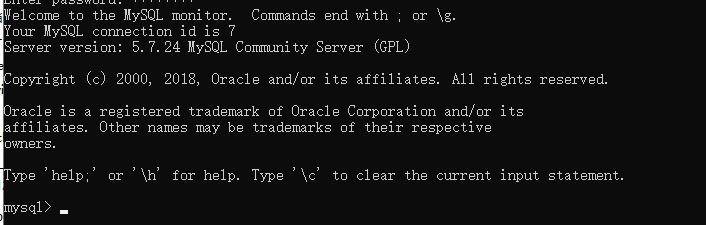 Enter password: ********
Welcome to the MySQL monitor.  Commands end with ; or \g.
Your MySQL connection id is 7
Server version: 5.7.24 MySQL Community Server (GPL)
Copyright (c) 2000, 2018, Oracle and/or its affiliates. All rights reserved.
Oracle is a registered trademark of Oracle Corporation and/or its
affiliates. Other names may be trademarks of their respective
owners.
Type 'help;' or '\h' for help. Type '\c' to clear the current input statement.
mysql>